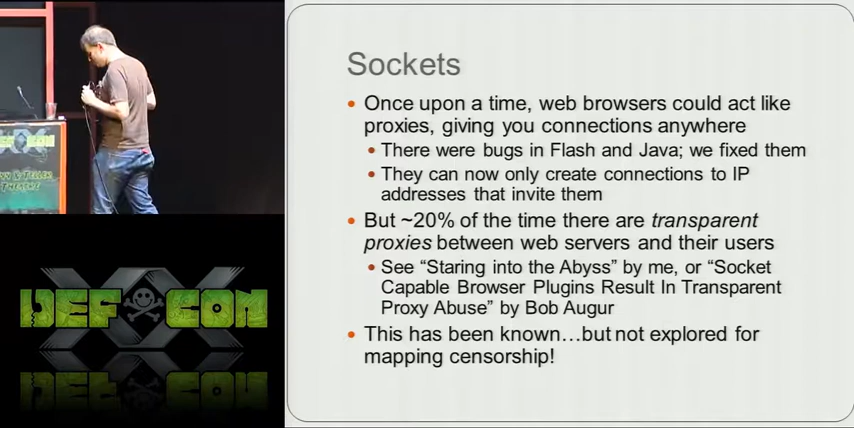 Sockets
• Once upon a time, web browsers could act like
proxies, giving you connections anywhere
• There were bugs in Flash and Java; we fixed them
• They can now only create connections to IP
addresses that invite them
• But ~20% of the time there are transparent
proxies between web servers and their users
• See “Staring into the Abyss” by me, or “Socket
Capable Browser Plugins Result In Transparent
Proxy Abuse” by Bob Augur
• This has been known…but not explored for
mapping censorship!
DEF CON
XX